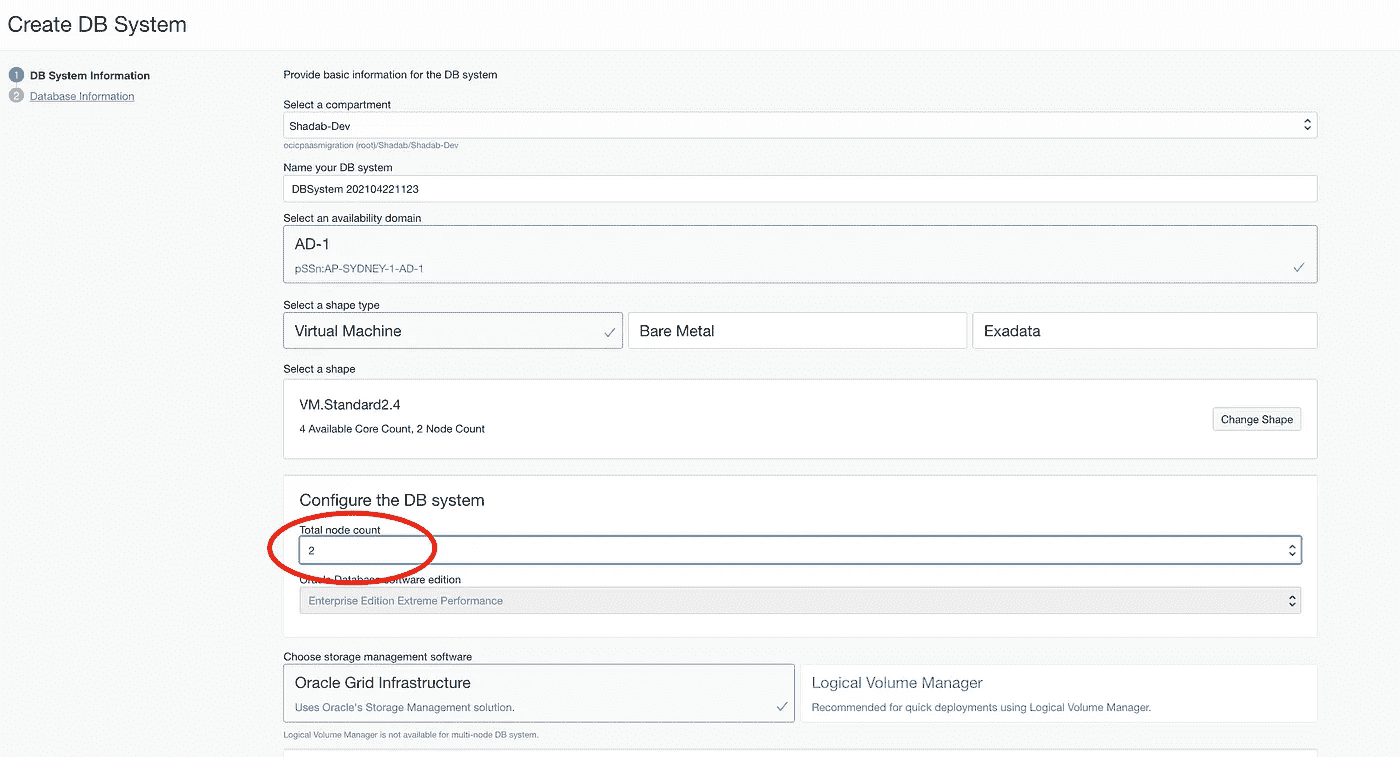 Create DB System
1 DB System Information
2 Database Information
Provide basic information for the DB system
Select a compartment
Shadab-Dev
ocicpaasmigration (root)/Shadab/Shadab-Dev
Name your DB system
DBSystem 202104221123
Select an availability domain
AD-1
pSSn:AP-SYDNEY-1-AD-1
Select a shape type
Virtual Machine
Bare Metal
Exadata
Select a shape
VM.Standard2.4
4 Available Core Count, 2 Node Count
Change Shape
Configure the DB system
Total node count
2
Oracle Database software edition
Enterprise Edition Extreme Performance
Choose storage management software
Oracle Grid Infrastructure
Uses Oracle's Storage Management solution.
Logical Volume Manager
Recommended for quick deployments using Logical Volume Manager.
Logical Volume Manager is not available for multi-node DB system.